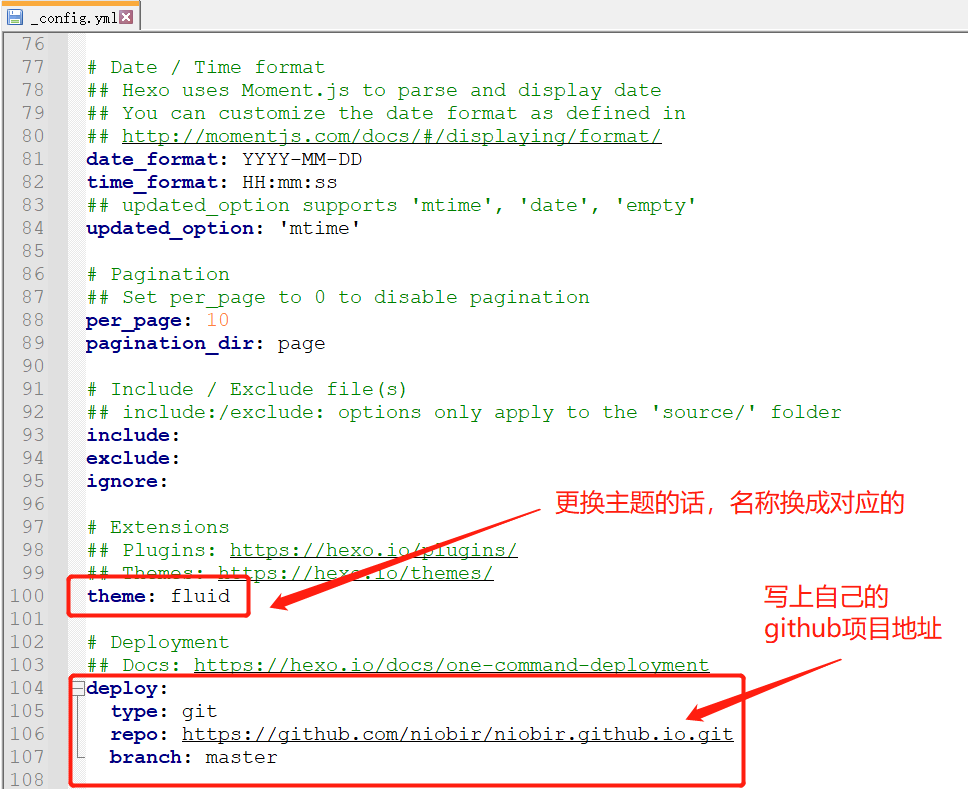 _config.yml
76
77 # Date / Time format
78 ## Hexo uses Moment.js to parse and display date
79 ## You can customize the date format as defined in
80 ## http://momentjs.com/docs/#/displaying/format/
81 date_format: YYYY-MM-DD
82 time_format: HH:mm:ss
83 ## updated_option supports 'mtime', 'date', 'empty'
84 updated_option: 'mtime'
85
86 # Pagination
87 ## Set per_page to 0 to disable pagination
88 per_page: 10
89 pagination_dir: page
90
91 # Include / Exclude file(s)
92 ## include:/exclude: options only apply to the 'source/' folder
93 include:
94 exclude:
95 ignore:
96
更换主题的话，名称换成对应的
97 # Extensions
98 ## Plugins: https://hexo.io/plugins/
99 ## Themes: https://hexo.io/themes/
100 theme: fluid
写上自己的
github项目地址
101
102 # Deployment
103 ## Docs: https://hexo.io/docs/one-command-deployment
104 deploy:
105   type: git
106   repo: https://github.com/niobir/niobir.github.io.git
107   branch: master
108